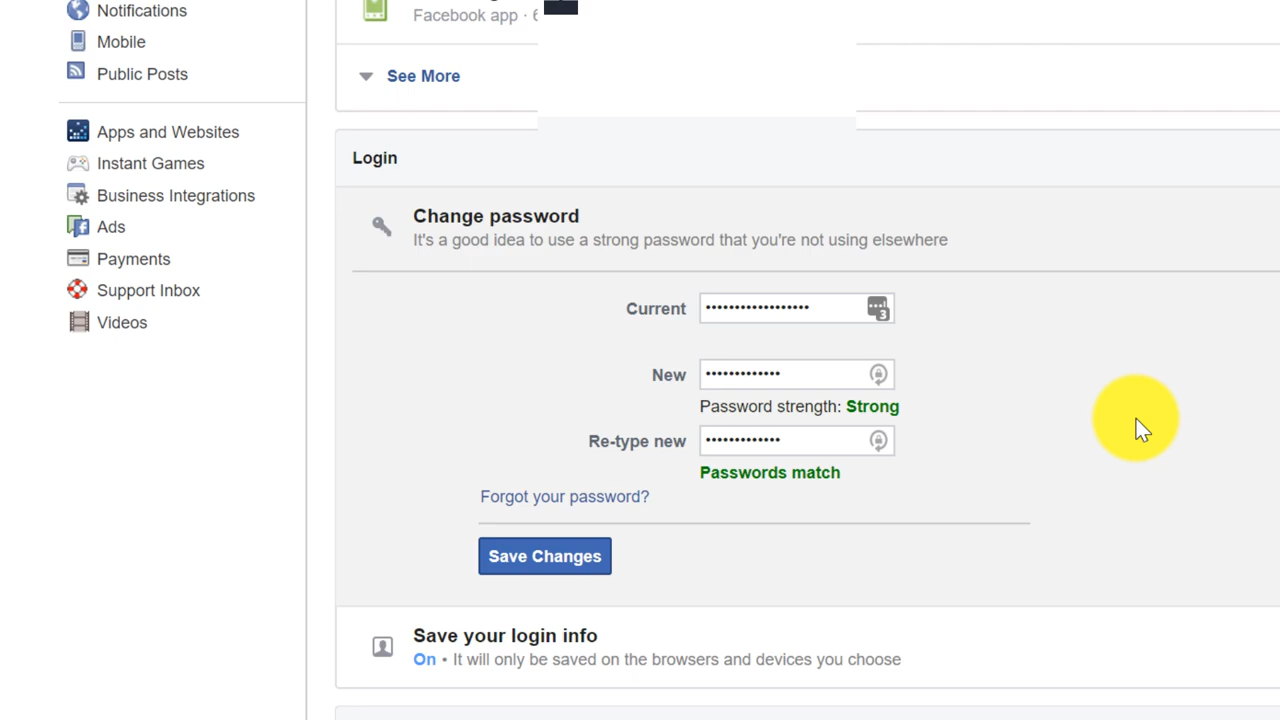 Notifications
Mobile
Public Posts
Apps and Websites
Instant Games
Business Integrations
Ads
Payments
Support Inbox
Videos
Facebook app ·
See More
Login
Change password
It's a good idea to use a strong password that you're not using elsewhere
Current ••••••••••••••••••  3
New •••••••••••••
Password strength: Strong
Re-type new •••••••••••••
Passwords match
Forgot your password?
Save Changes
Save your login info
On • It will only be saved on the browsers and devices you choose